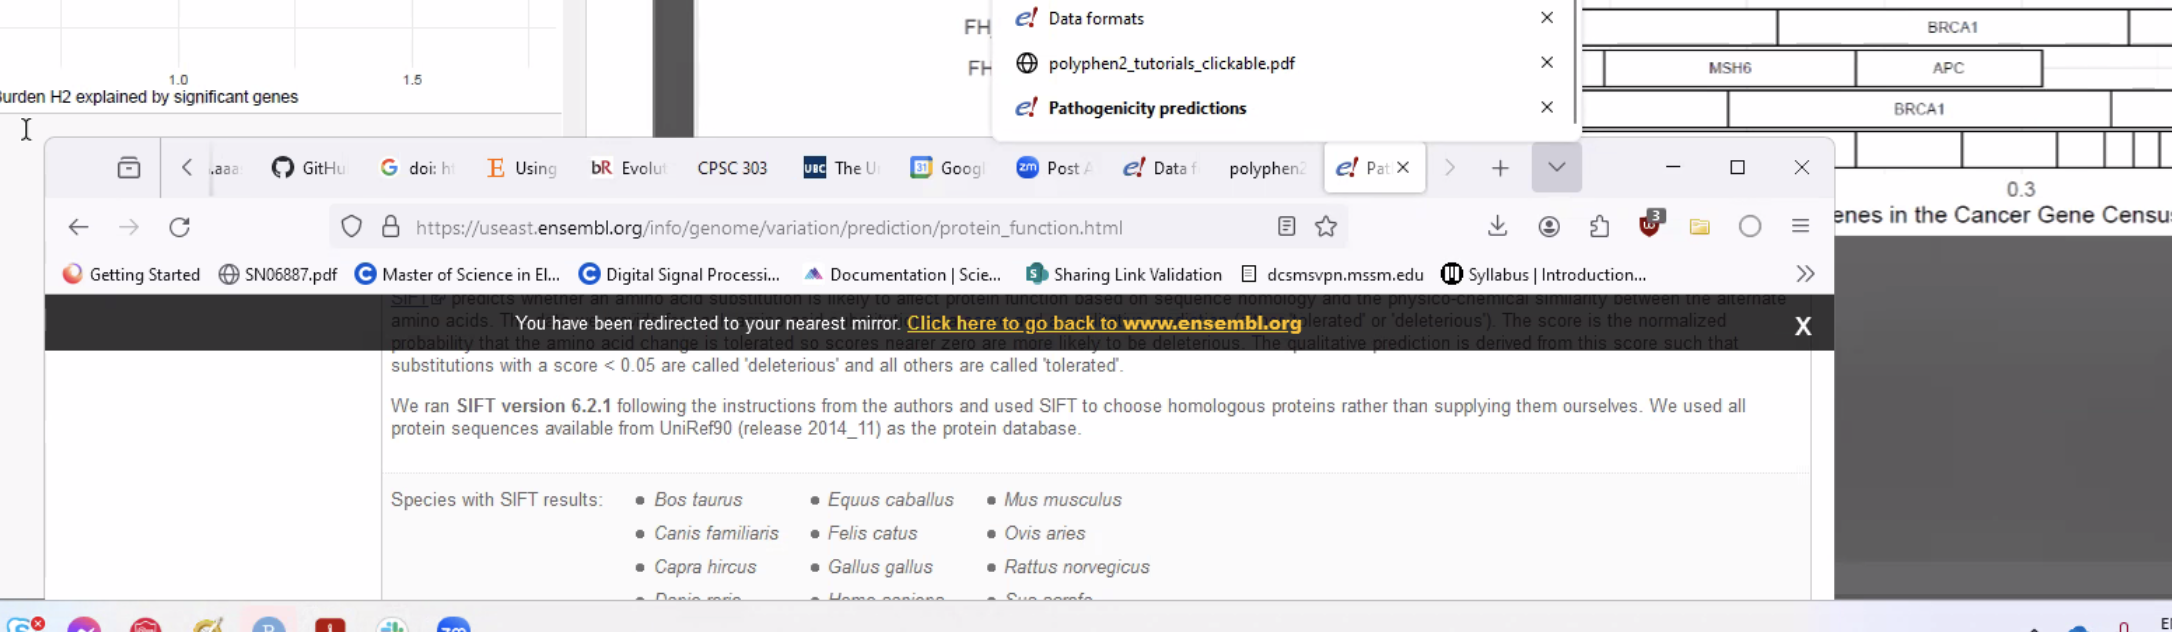 FH
Data formats
BRCA1
polyphen2_tutorials_clickable.pdf
FH
MSH6
APC
1.0
1.5
Burden H2 explained by significant genes
Pathogenicity predictions
BRCA1
.aaa
GitHu
doi: h
Using
Evolut
CPSC 303
The U
Googl
Post A
Data f
polyphen2
Pat
0.3
enes in the Cancer Gene Census
https://useast.ensembl.org/info/genome/variation/prediction/protein_function.html
3
Getting Started
SN06887.pdf
Master of Science in El...
Digital Signal Processi...
Documentation | Scie...
Sharing Link Validation
dcsmsvpn.mssm.edu
Syllabus | Introduction...
SIFT predicts whether an amino acid substitution is likely to affect protein function based on sequence homology and the physico-chemical similarity between the alternate
You have been redirected to your nearest mirror. Click here to go back to www.ensembl.org
X
amino acids. 'tolerated' or 'deleterious'). The score is the normalized
probability that the amino acid change is tolerated so scores nearer zero are more likely to be deleterious. The qualitative prediction is derived from this score such that
substitutions with a score < 0.05 are called 'deleterious' and all others are called 'tolerated'.
We ran SIFT version 6.2.1 following the instructions from the authors and used SIFT to choose homologous proteins rather than supplying them ourselves. We used all
protein sequences available from UniRef90 (release 2014_11) as the protein database.
Species with SIFT results:
• Bos taurus
• Equus caballus
• Mus musculus
• Canis familiaris
• Felis catus
• Ovis aries
• Capra hircus
• Gallus gallus
• Rattus norvegicus
• Danio rerio
• Homo sapiens
• Sus scrofa